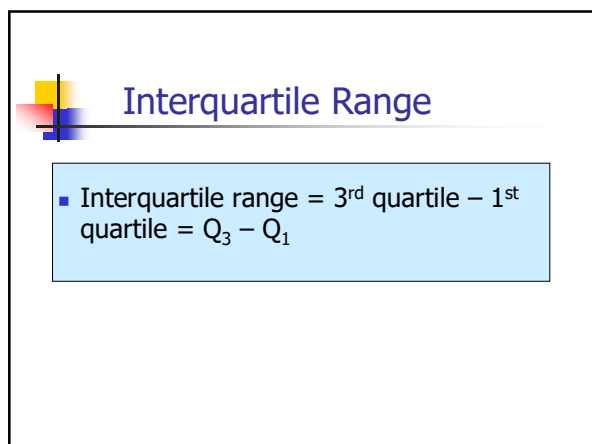 Interquartile Range
▪ Interquartile range = 3rd quartile – 1st
quartile = Q3 – Q1